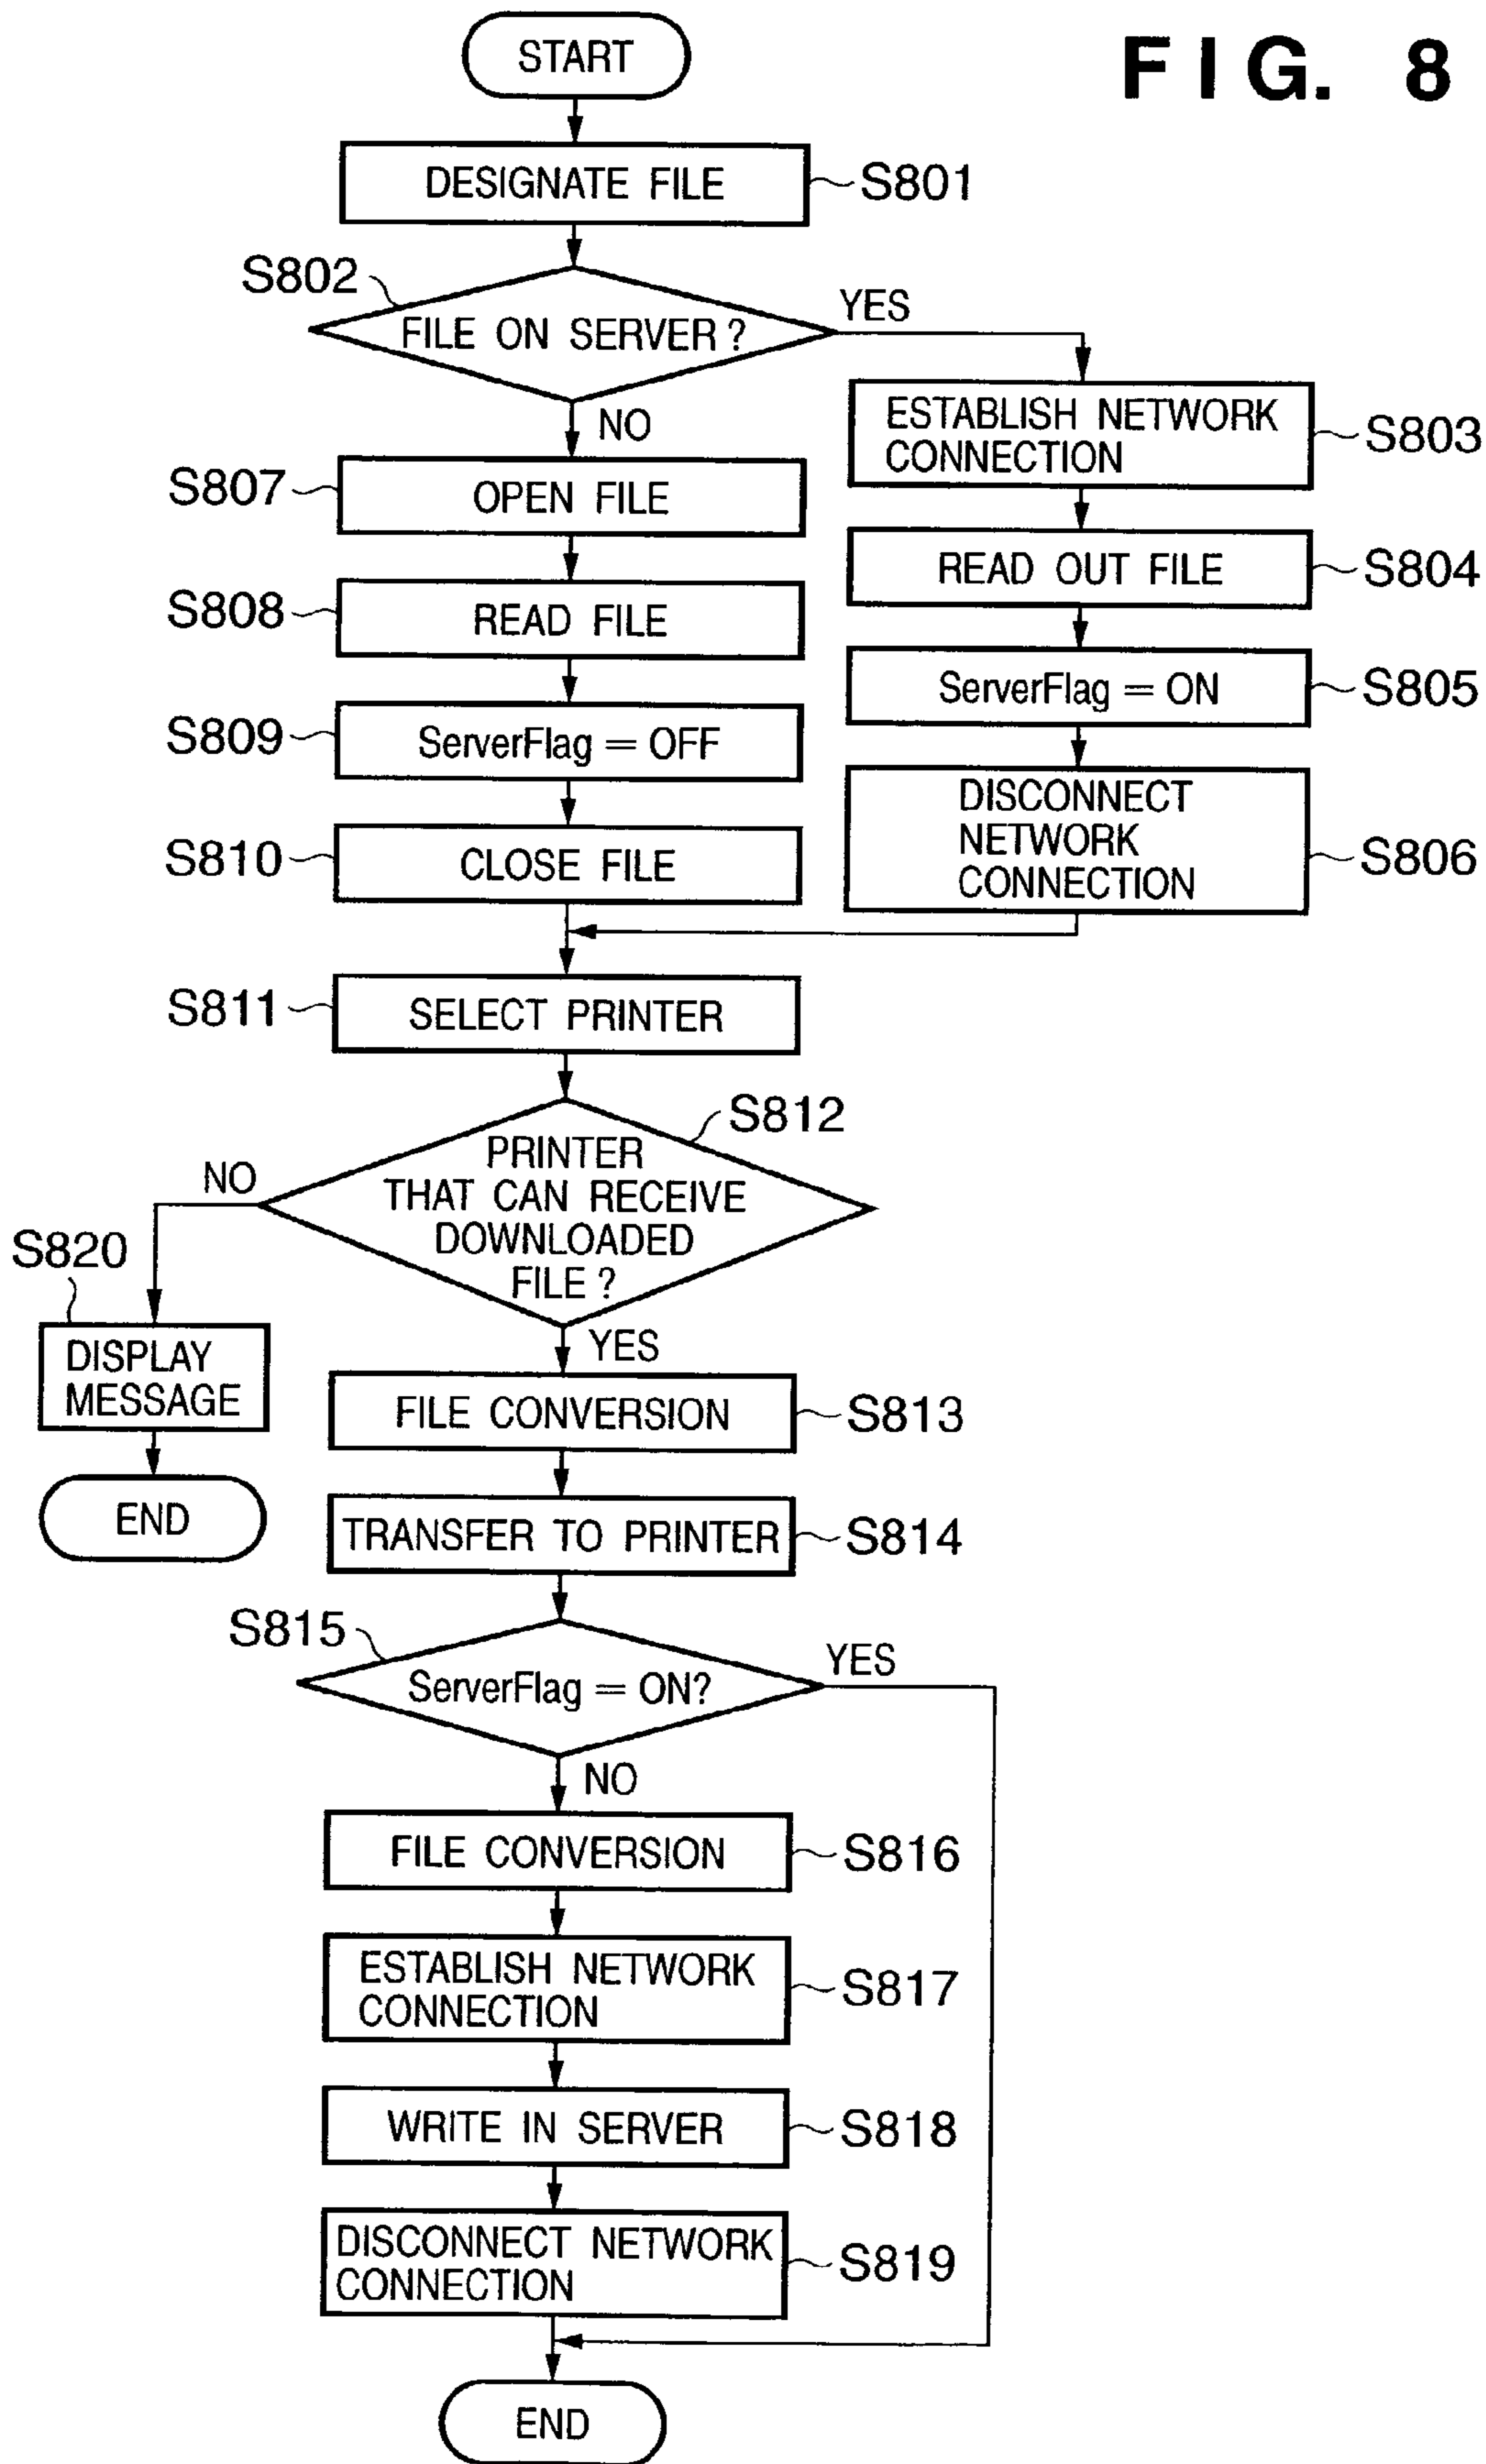 FIG. 8
START
DESIGNATE FILE
S801
S802
FILE ON SERVER?
YES
NO
ESTABLISH NETWORK
CONNECTION
S803
S807
OPEN FILE
READ OUT FILE
S804
S808
READ FILE
ServerFlag = ON
S805
S809
ServerFlag = OFF
DISCONNECT
NETWORK
CONNECTION
S806
S810
CLOSE FILE
S811
SELECT PRINTER
S812
PRINTER
THAT CAN RECEIVE
DOWNLOADED
FILE?
NO
S820
DISPLAY
MESSAGE
END
YES
FILE CONVERSION
S813
TRANSFER TO PRINTER
S814
S815
ServerFlag = ON?
YES
NO
FILE CONVERSION
S816
ESTABLISH NETWORK
CONNECTION
S817
WRITE IN SERVER
S818
DISCONNECT NETWORK
CONNECTION
S819
END